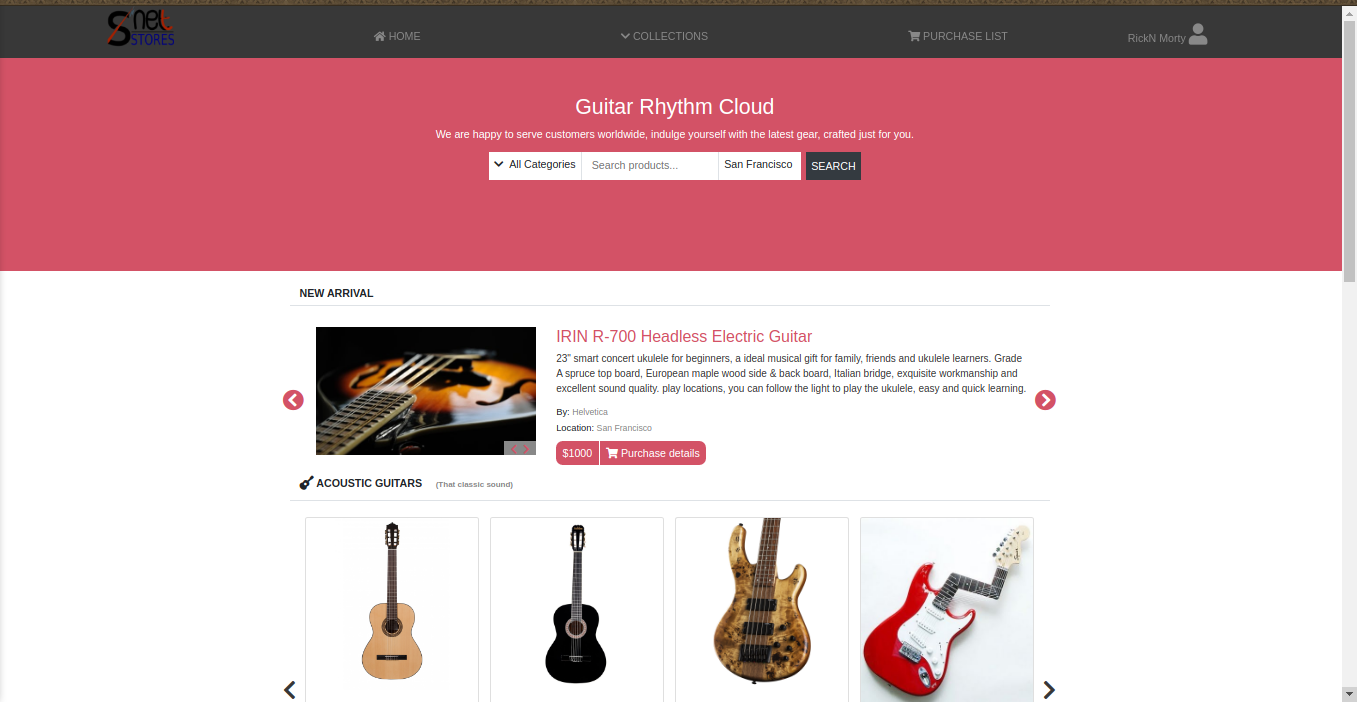 net
STORES
HOME
COLLECTIONS
PURCHASE LIST
RickN Morty
Guitar Rhythm Cloud
We are happy to serve customers worldwide, indulge yourself with the latest gear, crafted just for you.
All Categories
Search products...
San Francisco
SEARCH
NEW ARRIVAL
IRIN R-700 Headless Electric Guitar
23" smart concert ukulele for beginners, a ideal musical gift for family, friends and ukulele learners. Grade
A spruce top board, European maple wood side & back board, Italian bridge, exquisite workmanship and
excellent sound quality. play locations, you can follow the light to play the ukulele, easy and quick learning.
By: Helvetica
Location: San Francisco
$1000
Purchase details
ACOUSTIC GUITARS (That classic sound)